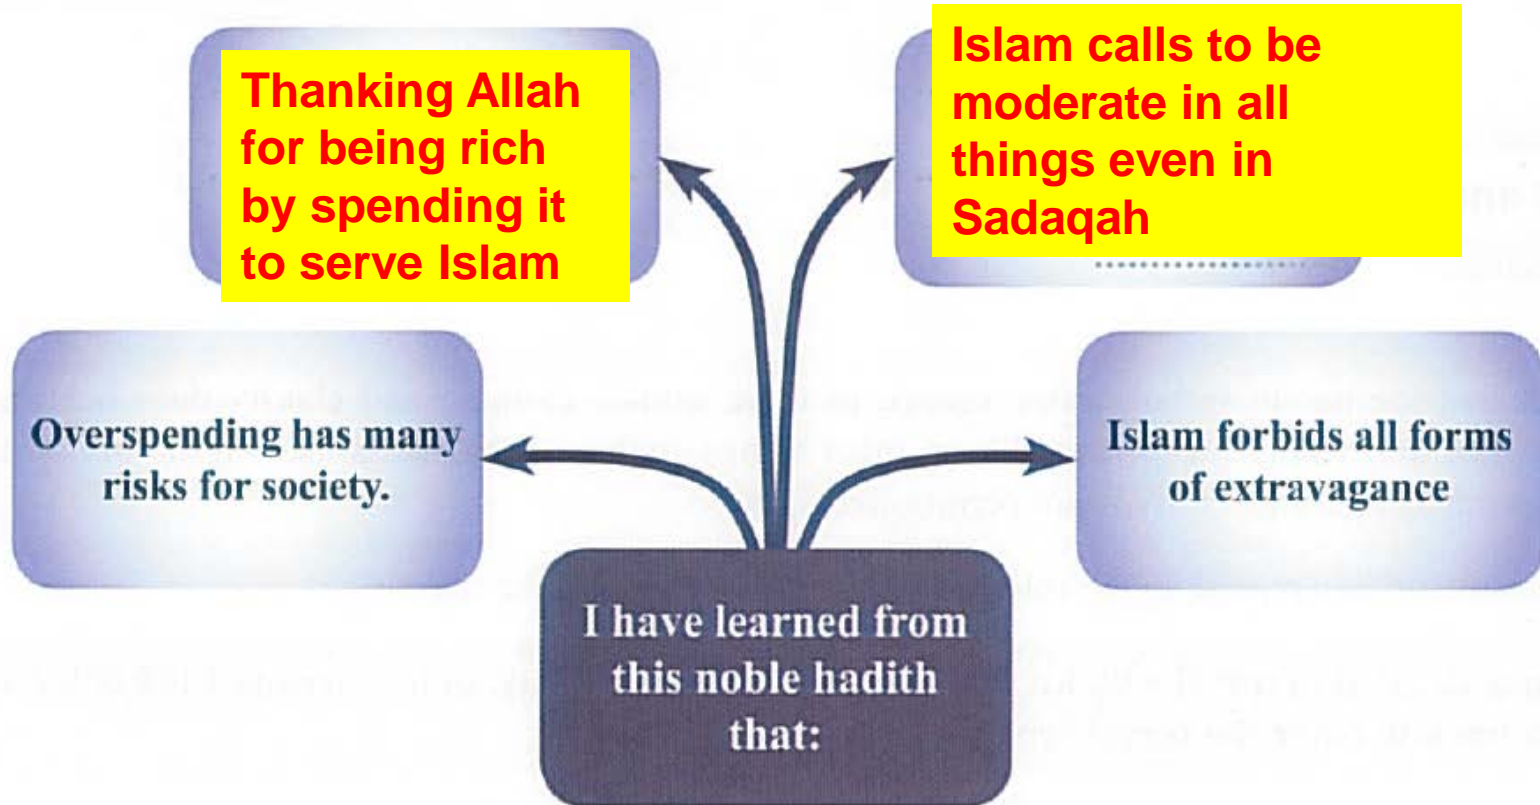 Thanking Allah
for being rich
by spending it
to serve Islam
Islam calls to be
moderate in all
things even in
Sadaqah
Overspending has many
risks for society.
Islam forbids all forms
of extravagance
I have learned from
this noble hadith
that: